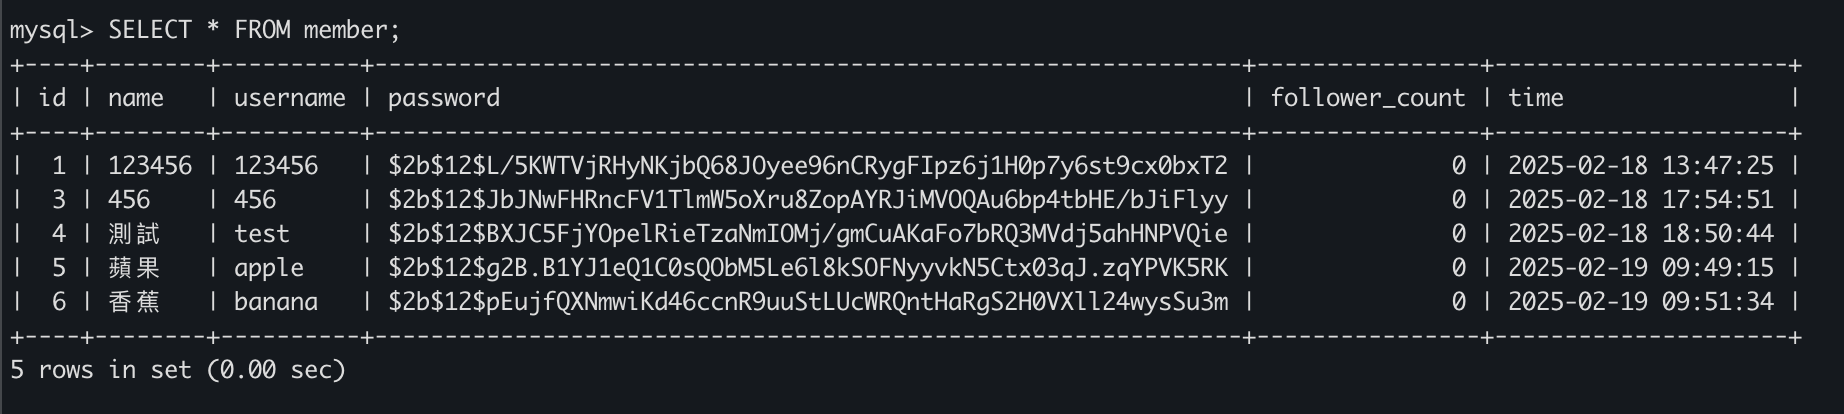 mysql> SELECT * FROM member;
+----+--------+----------+--------------------------------------------------------------+----------------+---------------------+
| id | name   | username | password                                                     | follower_count | time                |
+----+--------+----------+--------------------------------------------------------------+----------------+---------------------+
|  1 | 123456 | 123456   | $2b$12$L/5KWTVjRHyNKjbQ68JOyee96nCRygFIpz6j1H0p7y6st9cx0bxT2 |              0 | 2025-02-18 13:47:25 |
|  3 | 456    | 456      | $2b$12$JbJNwFHRncFV1TlmW5oXru8ZopAYRJiMVOQAu6bp4tbHE/bJiFlyy |              0 | 2025-02-18 17:54:51 |
|  4 | 測試   | test     | $2b$12$BXJC5FjYOpelRieTzaNmIOMj/gmCuAKaFo7bRQ3MVdj5ahHNPVQie |              0 | 2025-02-18 18:50:44 |
|  5 | 蘋果   | apple    | $2b$12$g2B.B1YJ1eQ1C0sQObM5Le6l8kSOFNyyvkN5Ctx03qJ.zqYPVK5RK |              0 | 2025-02-19 09:49:15 |
|  6 | 香蕉   | banana   | $2b$12$pEujfQXNmwiKd46ccnR9uuStLUcWRQntHaRgS2H0VXll24wysSu3m |              0 | 2025-02-19 09:51:34 |
+----+--------+----------+--------------------------------------------------------------+----------------+---------------------+
5 rows in set (0.00 sec)